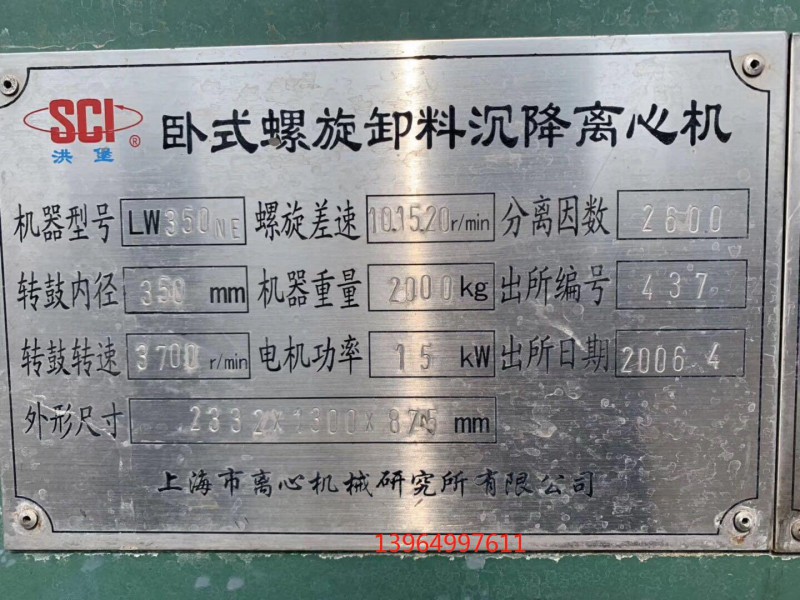 SCI®
洪堡
卧式螺旋卸料沉降离心机
机器型号 LW350NE 螺旋差速 10.15.20r/min 分离因数 2600
转鼓内径 350 mm 机器重量 2000kg 出所编号 437
转鼓转速 3700 r/min 电机功率 15 kW 出所日期 2006.4
外形尺寸 2332×1300×875 mm
上海市离心机械研究所有限公司
13964997611